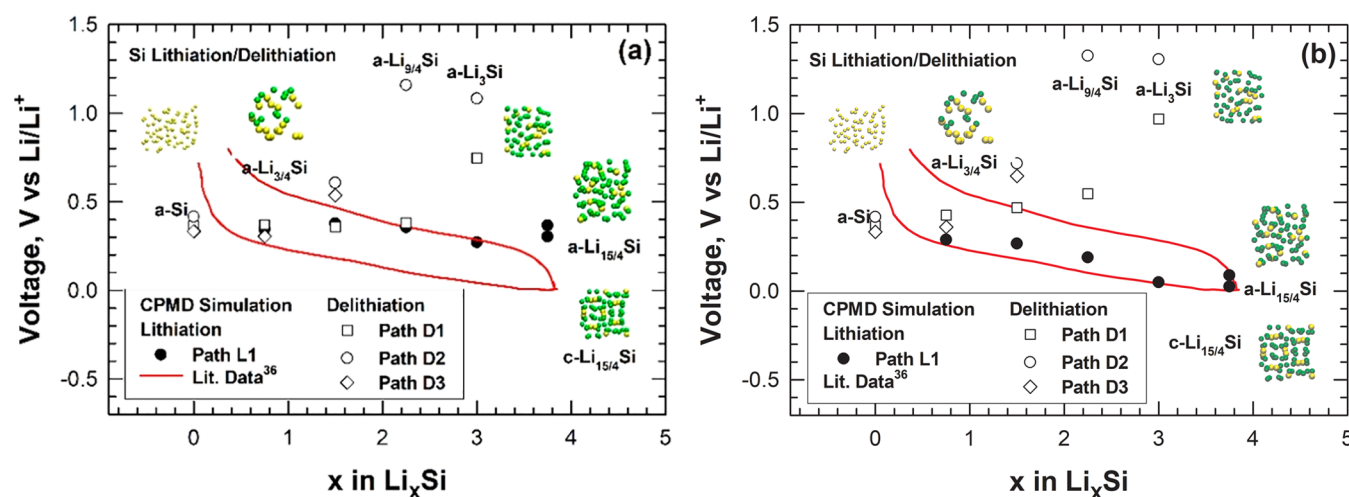 (a)
Si Lithiation/Delithiation
a-Li9/4Si
a-Li3Si
a-Li3/4Si
a-Si
a-Li15/4Si
c-Li15/4Si
1.5
1.0
0.5
0.0
-0.5
Voltage, V vs Li/Li+
CPMD Simulation
Lithiation
Path L1
Lit. Data36
Delithiation
Path D1
Path D2
Path D3
0 1 2 3 4 5
x in LixSi
(b)
Si Lithiation/Delithiation
a-Li9/4Si
a-Li3Si
a-Li3/4Si
a-Si
a-Li15/4Si
c-Li15/4Si
1.5
1.0
0.5
0.0
-0.5
Voltage, V vs Li/Li+
CPMD Simulation
Lithiation
Path L1
Lit. Data36
Delithiation
Path D1
Path D2
Path D3
0 1 2 3 4 5
x in LixSi